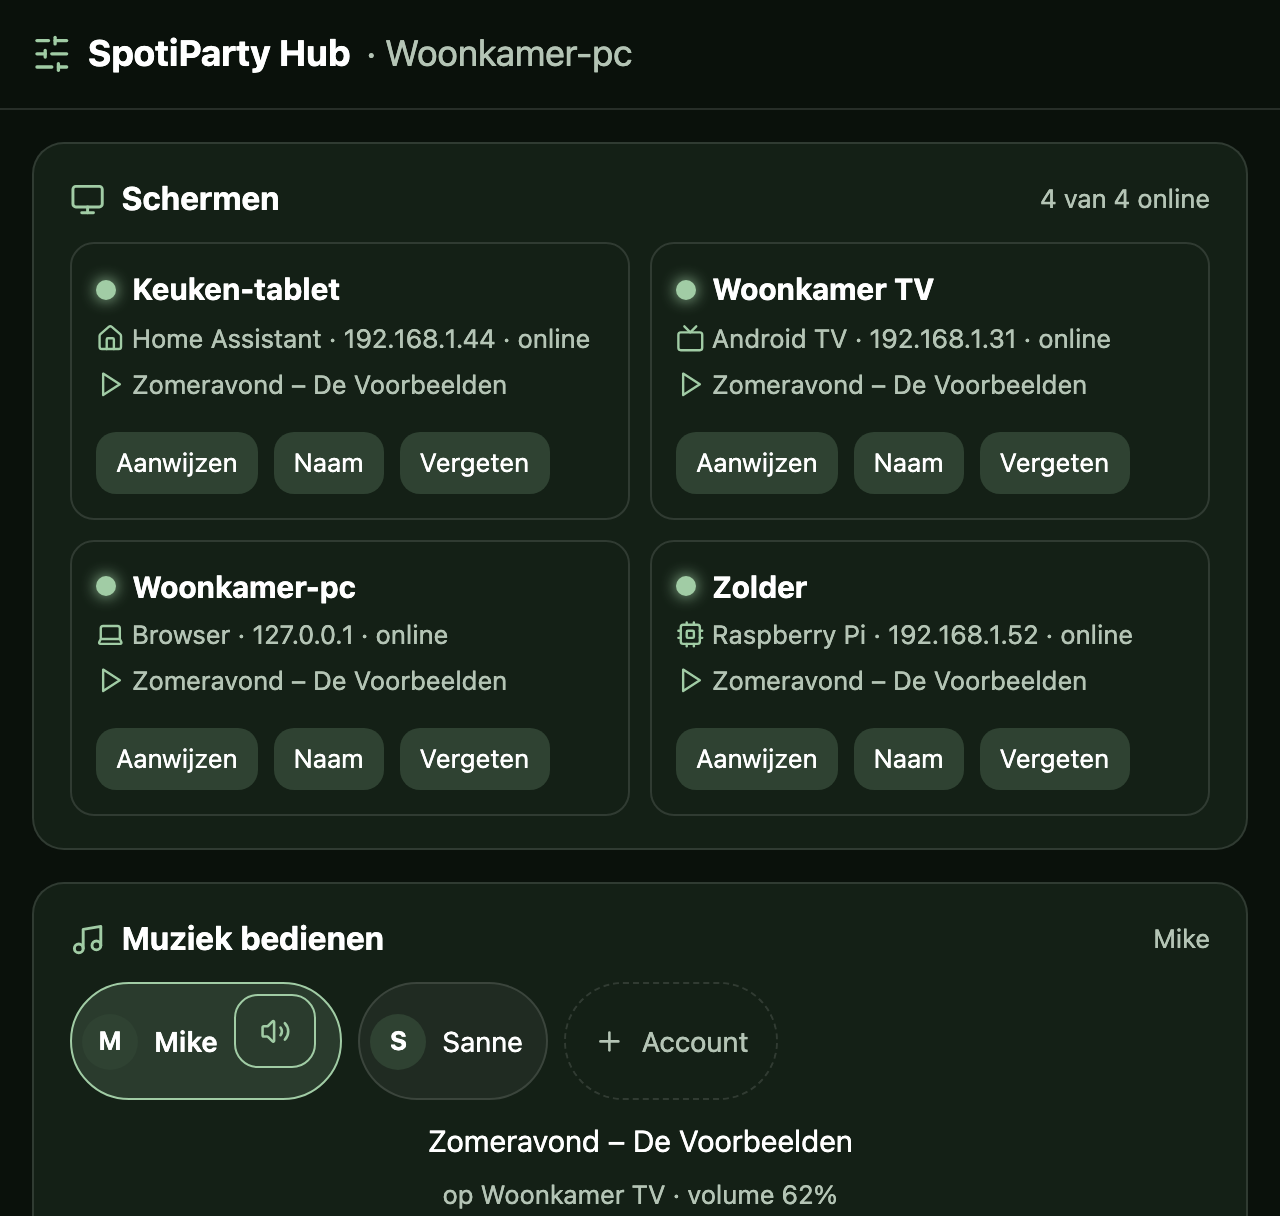 SpotiParty Hub · Woonkamer-pc
Schermen
4 van 4 online
Keuken-tablet
Home Assistant · 192.168.1.44 · online
Zomeravond – De Voorbeelden
Aanwijzen Naam Vergeten
Woonkamer TV
Android TV · 192.168.1.31 · online
Zomeravond – De Voorbeelden
Aanwijzen Naam Vergeten
Woonkamer-pc
Browser · 127.0.0.1 · online
Zomeravond – De Voorbeelden
Aanwijzen Naam Vergeten
Zolder
Raspberry Pi · 192.168.1.52 · online
Zomeravond – De Voorbeelden
Aanwijzen Naam Vergeten
Muziek bedienen
Mike
M Mike
S Sanne
+ Account
Zomeravond – De Voorbeelden
op Woonkamer TV · volume 62%